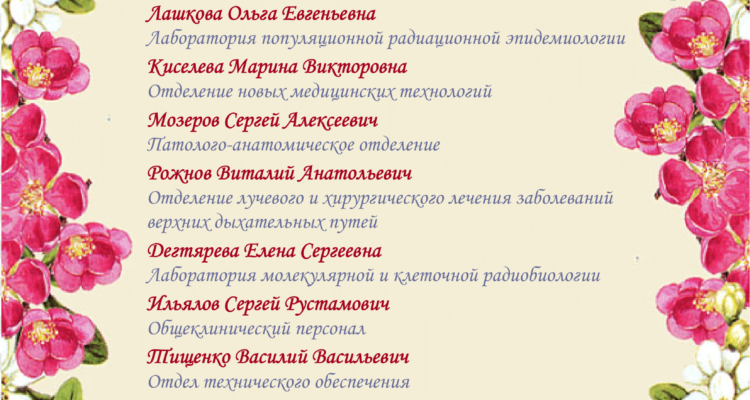 Лашкова Ольга Евгеньевна
Лаборатория популяционной радиационной эпидемиологии
Киселева Марина Викторовна
Отделение новых медицинских технологий
Мозеров Сергей Алексеевич
Патолого-анатомическое отделение
Рожнов Виталий Анатольевич
Отделение лучевого и хирургического лечения заболеваний
верхних дыхательных путей
Дегтярева Елена Сергеевна
Лаборатория молекулярной и клеточной радиобиологии
Ильялов Сергей Рустамович
Общеклинический персонал
Тищенко Василий Васильевич
Отдел технического обеспечения